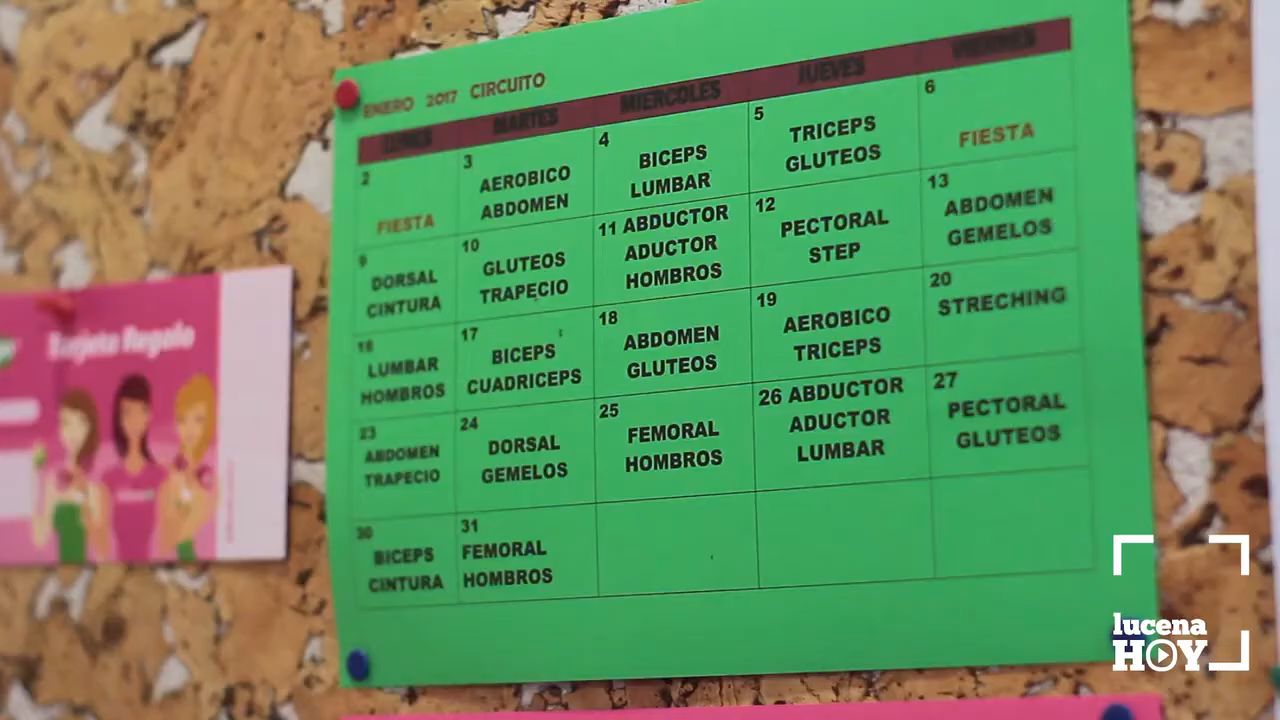 ENERO 2017 CIRCUITO
LUNES MARTES MIERCOLES JUEVES VIERNES
2
FIESTA
3
AEROBICO
ABDOMEN
4
BICEPS
LUMBAR
5
TRICEPS
GLUTEOS
6
FIESTA
9
DORSAL
CINTURA
10
GLUTEOS
TRAPECIO
11 ABDUCTOR
ADUCTOR
HOMBROS
12
PECTORAL
STEP
13
ABDOMEN
GEMELOS
16
LUMBAR
HOMBROS
17
BICEPS
CUADRICEPS
18
ABDOMEN
GLUTEOS
19
AEROBICO
TRICEPS
20
STRECHING
23
ABDOMEN
TRAPECIO
24
DORSAL
GEMELOS
25
FEMORAL
HOMBROS
26 ABDUCTOR
ADUCTOR
LUMBAR
27
PECTORAL
GLUTEOS
30
BICEPS
CINTURA
31
FEMORAL
HOMBROS
Tarjeta Regalo
lucena
HOY